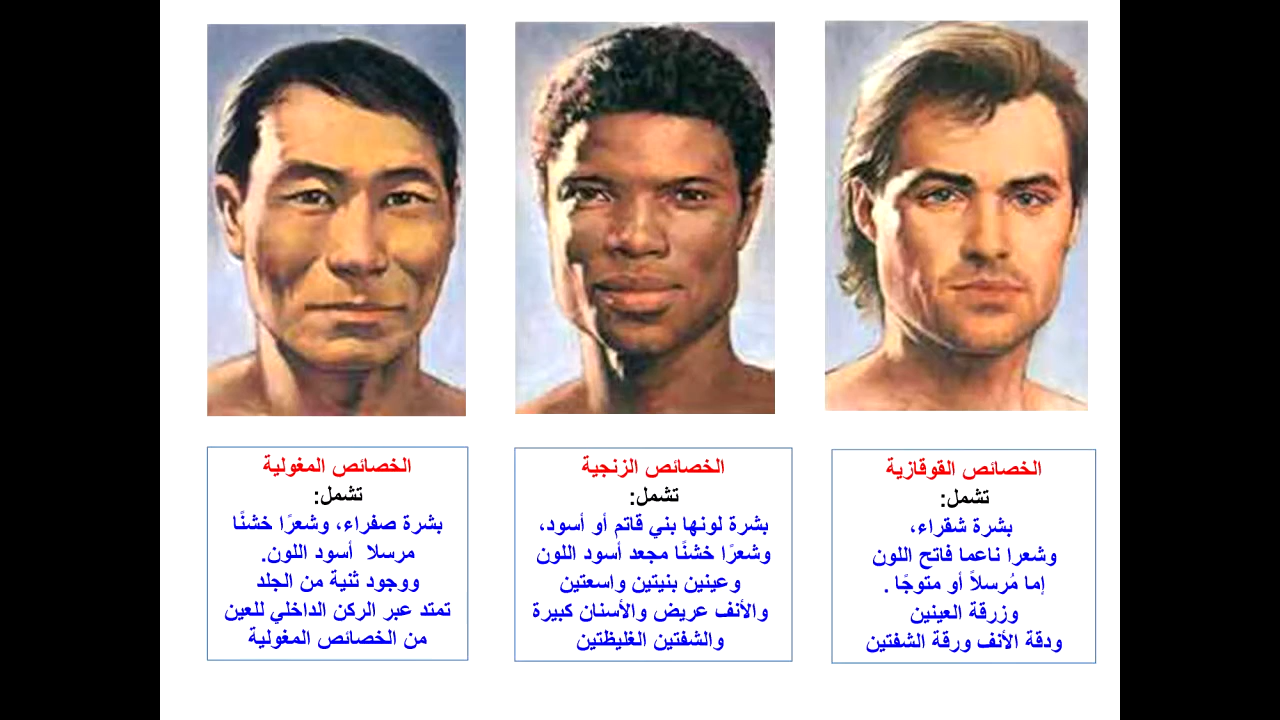 الخصائص القوقازية
تشمل:
بشرة شقراء،
وشعرا ناعما فاتح اللون
إما مُرسلاً أو متوجًا .
وزرقة العينين
ودقة الأنف ورقة الشفتين
الخصائص الزنجية
تشمل:
بشرة لونها بني قاتم أو أسود،
وشعرًا خشنًا مجعد أسود اللون
وعينين بنيتين واسعتين
والأنف عريض والأسنان كبيرة
والشفتين الغليظتين
الخصائص المغولية
تشمل:
بشرة صفراء، وشعرًا خشنًا
مرسلا أسود اللون.
ووجود ثنية من الجلد
تمتد عبر الركن الداخلي للعين
من الخصائص المغولية